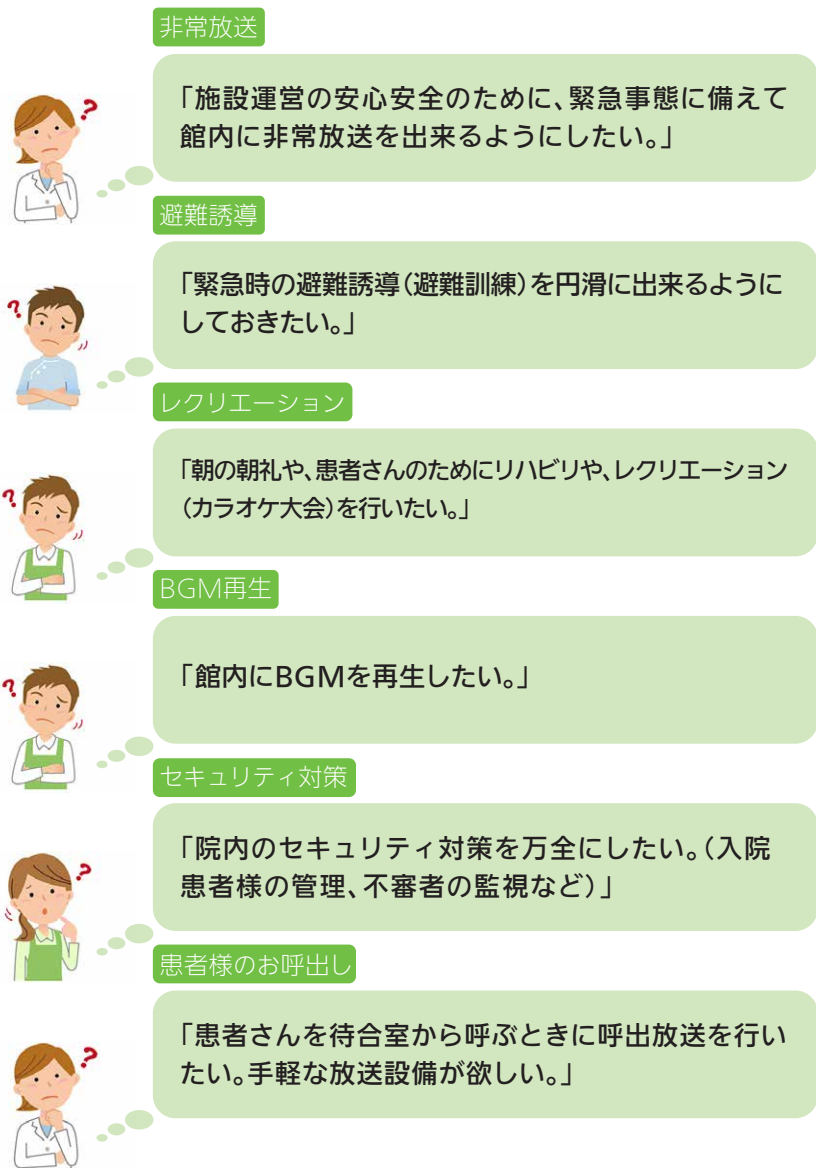 非常放送
「施設運営の安心安全のために、緊急事態に備えて
館内に非常放送を出来るようにしたい。」
避難誘導
「緊急時の避難誘導（避難訓練）を円滑に出来るように
しておきたい。」
レクリエーション
「朝の朝礼や、患者さんのためにリハビリや、レクリエーション
（カラオケ大会）を行いたい。」
BGM再生
「館内にBGMを再生したい。」
セキュリティ対策
「院内のセキュリティ対策を万全にしたい。（入院
患者様の管理、不審者の監視など）」
患者様のお呼出し
「患者さんを待合室から呼ぶときに呼出放送を行い
たい。手軽な放送設備が欲しい。」